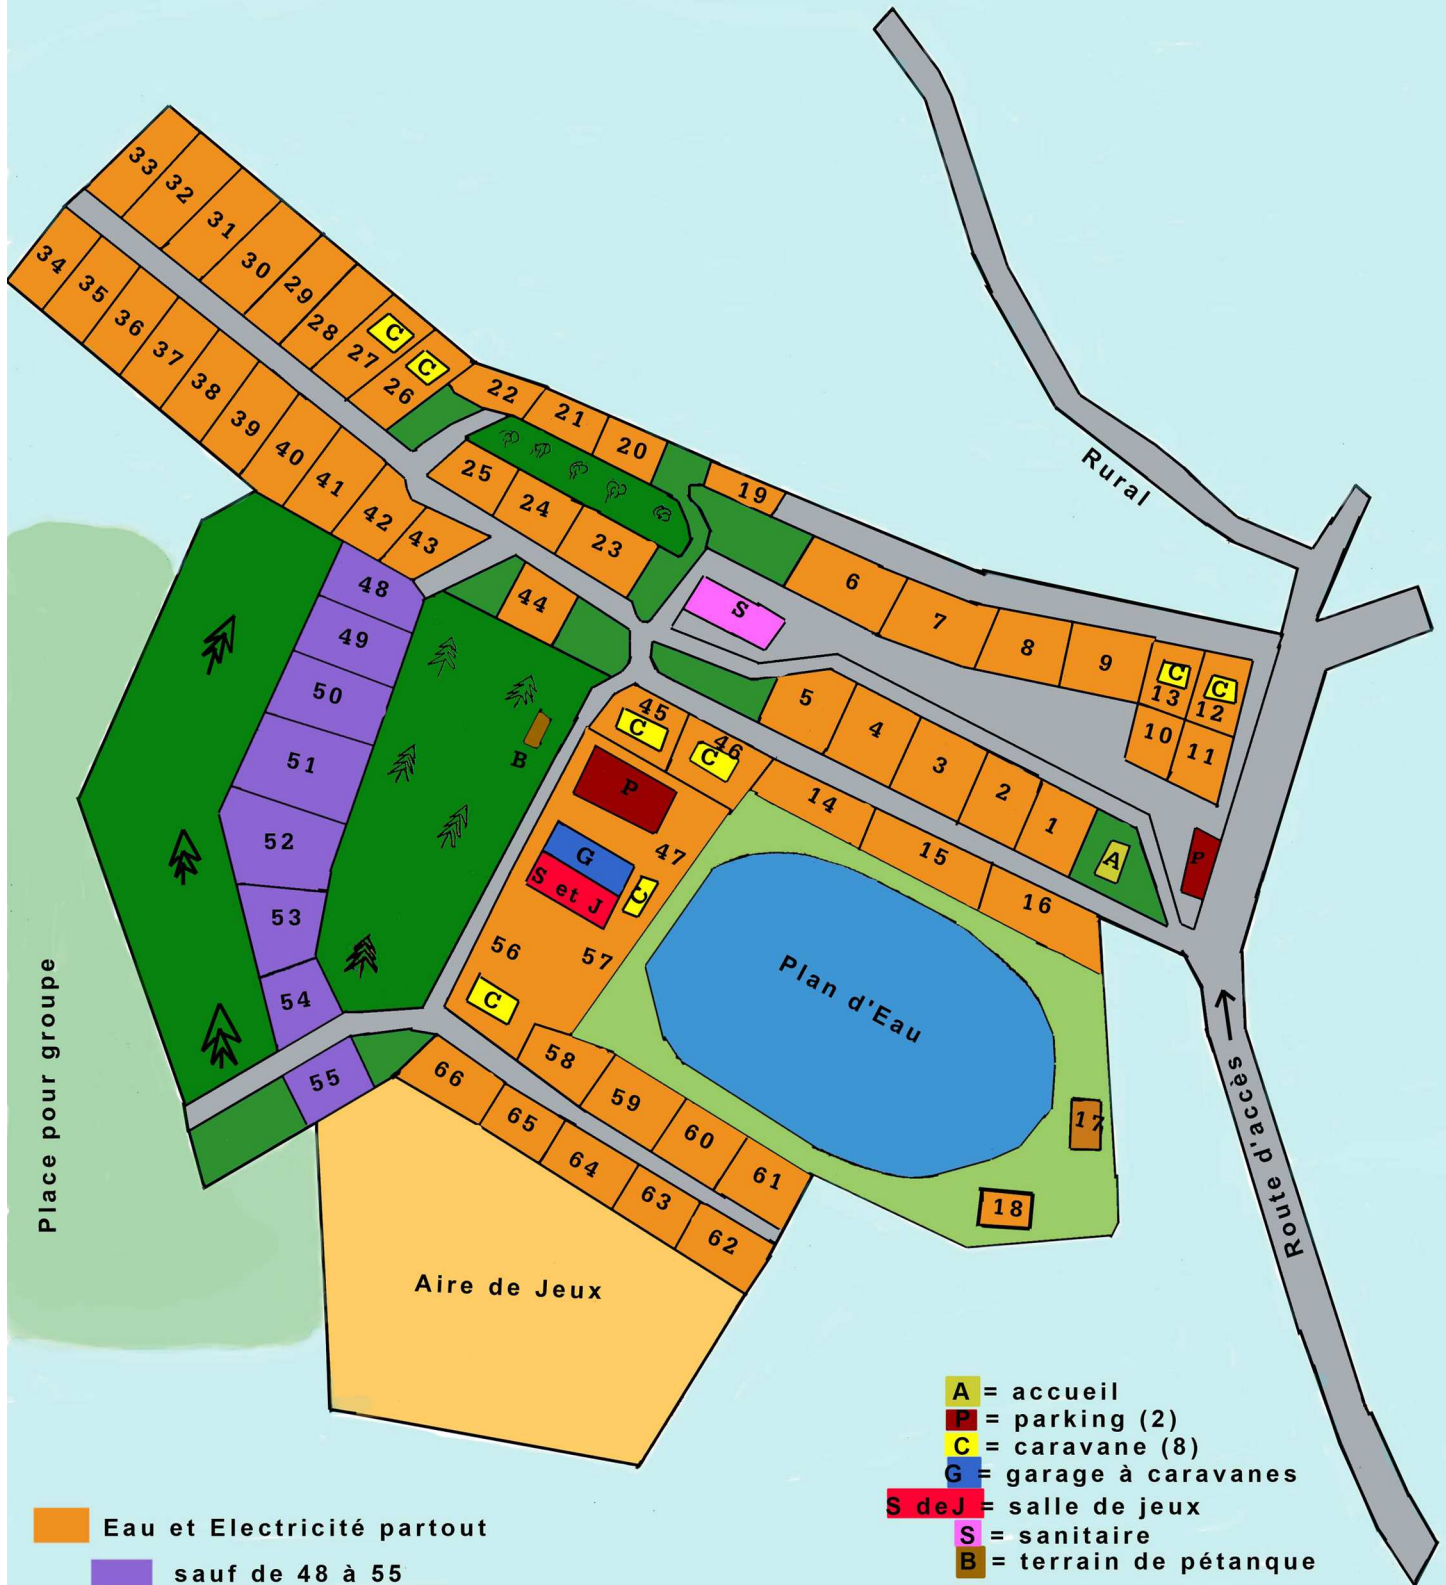 33
32
31
30
29
28
27
C
C
26
34
35
36
37
38
39
40
41
42
43
22
21
20
19
25
24
23
44
S
6
7
8
9
C
13
C
12
10
11
Rural
48
49
50
51
52
53
54
55
B
45
C
46
C
P
47
G
S et J
C
56
57
C
5
4
3
2
1
A
P
14
15
16
Plan d'Eau
17
18
58
59
60
61
66
65
64
63
62
Place pour groupe
Route d'accès
Aire de Jeux
A = accueil
P = parking (2)
C = caravane (8)
G = garage à caravanes
S deJ = salle de jeux
S = sanitaire
B = terrain de pétanque
Eau et Electricité partout
sauf de 48 à 55